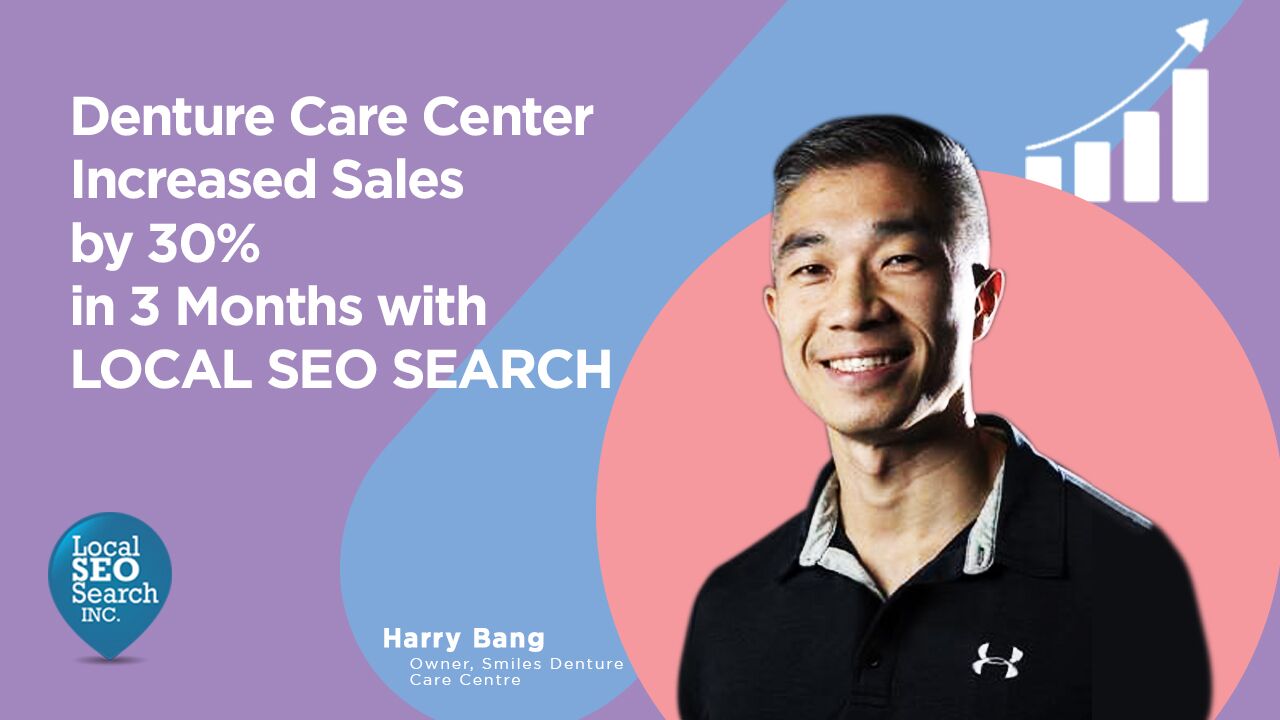 Denture Care Center
Increased Sales
by 30%
in 3 Months with
LOCAL SEO SEARCH
Local
SEO
Search
INC.
Harry Bang
Owner, Smiles Denture
Care Centre